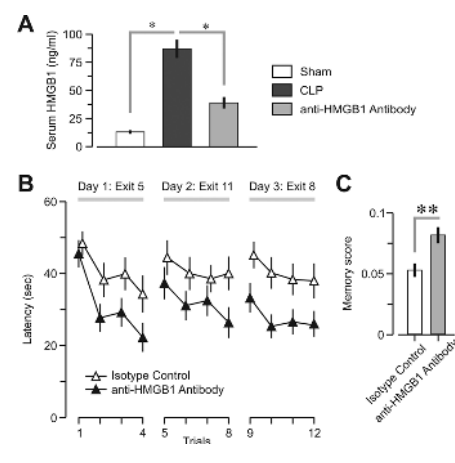 A
*
*
Serum HMGB1 (ng/ml)
100
75
50
25
0
Sham
CLP
anti-HMGB1 Antibody
B
Day 1: Exit 5
Day 2: Exit 11
Day 3: Exit 8
Latency (sec)
60
40
20
0
Isotype Control
anti-HMGB1 Antibody
1
4
5
8
9
12
Trials
C
**
Memory score
0.1
0.05
0
Isotype Control
anti-HMGB1 Antibody